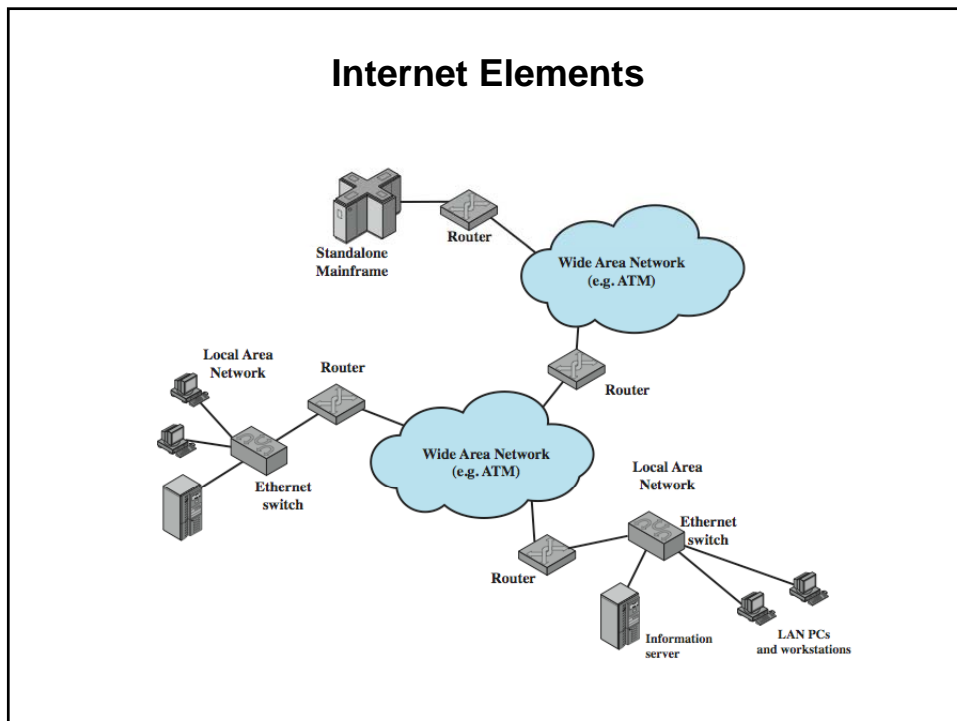 Internet Elements
Standalone
Mainframe
Router
Wide Area Network
(e.g. ATM)
Router
Local Area
Network
Router
Ethernet
switch
Wide Area Network
(e.g. ATM)
Local Area
Network
Ethernet
switch
Router
Information
server
LAN PCs
and workstations